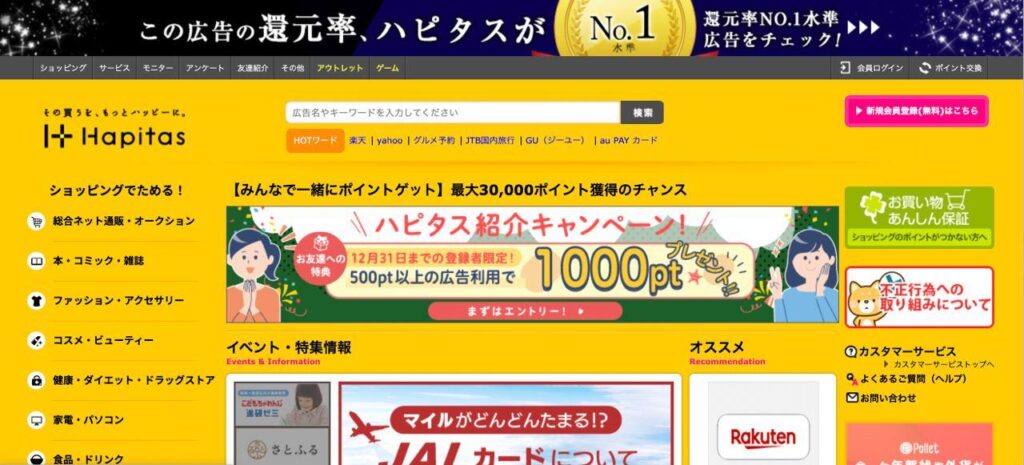 この広告の還元率、ハピタスが
No.1
水準
還元率NO.1水準
広告をチェック!
ショッピング サービス モニター アンケート 友達紹介 その他 アウトレット ゲーム
会員ログイン ポイント交換
その買うを、もっとハッピーに。
Hapitas
広告名やキーワードを入力してください
検索
▶ 新規会員登録(無料)はこちら
HOTワード 楽天 | yahoo | グルメ予約 | JTB国内旅行 | GU（ジーユー） | au PAY カード
ショッピングでためる！
総合ネット通販・オークション
本・コミック・雑誌
ファッション・アクセサリー
コスメ・ビューティー
健康・ダイエット・ドラッグストア
家電・パソコン
食品・ドリンク
【みんなで一緒にポイントゲット】最大30,000ポイント獲得のチャンス
ハピタス紹介キャンペーン!
お友達への
特典
12月31日までの登録者限定!
500pt以上の広告利用で
1000pt
プレゼント!!
まずはエントリー! ▶
イベント・特集情報
Events & Information
こどもちゃれんじ
進研ゼミ
さとふる
マイルがどんどんたまる!?
JALカードについて
オススメ
Recommendation
Rakuten
お買い物
あんしん保証
ショッピングのポイントがつかない方へ
不正行為への
取り組みについて
カスタマーサービス
カスタマーサービストップへ
よくあるご質問（ヘルプ）
お問い合わせ
Pollet